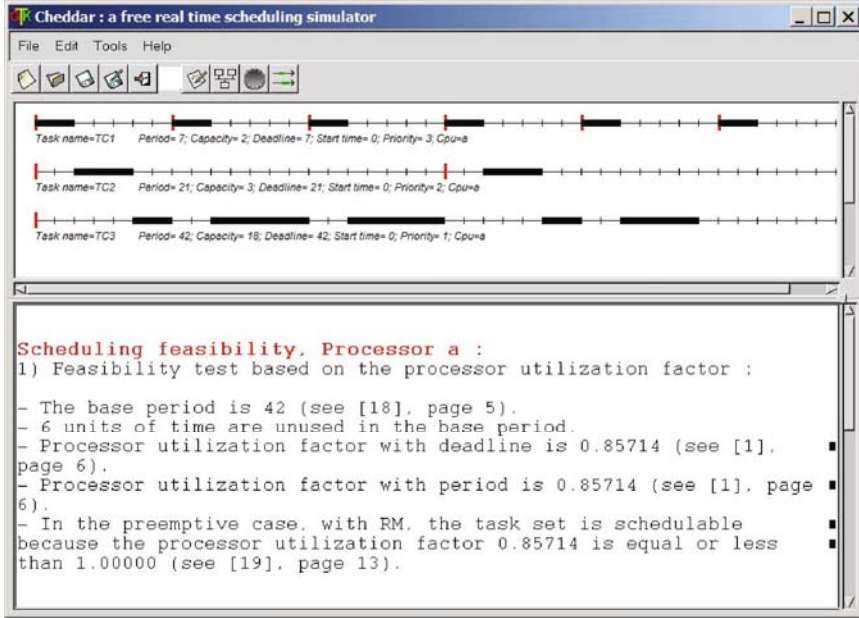 Cheddar : a free real time scheduling simulator
File Edit Tools Help
Task name=TC1 Period= 7; Capacity= 2; Deadline= 7; Start time= 0; Priority= 3; Cpu=a
Task name=TC2 Period= 21; Capacity= 3; Deadline= 21; Start time= 0; Priority= 2; Cpu=a
Task name=TC3 Period= 42; Capacity= 18; Deadline= 42; Start time= 0; Priority= 1; Cpu=a
Scheduling feasibility, Processor a :
1) Feasibility test based on the processor utilization factor :
- The base period is 42 (see [18], page 5).
- 6 units of time are unused in the base period.
- Processor utilization factor with deadline is 0.85714 (see [1],
page 6).
- Processor utilization factor with period is 0.85714 (see [1], page
6).
- In the preemptive case, with RM, the task set is schedulable
because the processor utilization factor 0.85714 is equal or less
than 1.00000 (see [19], page 13).